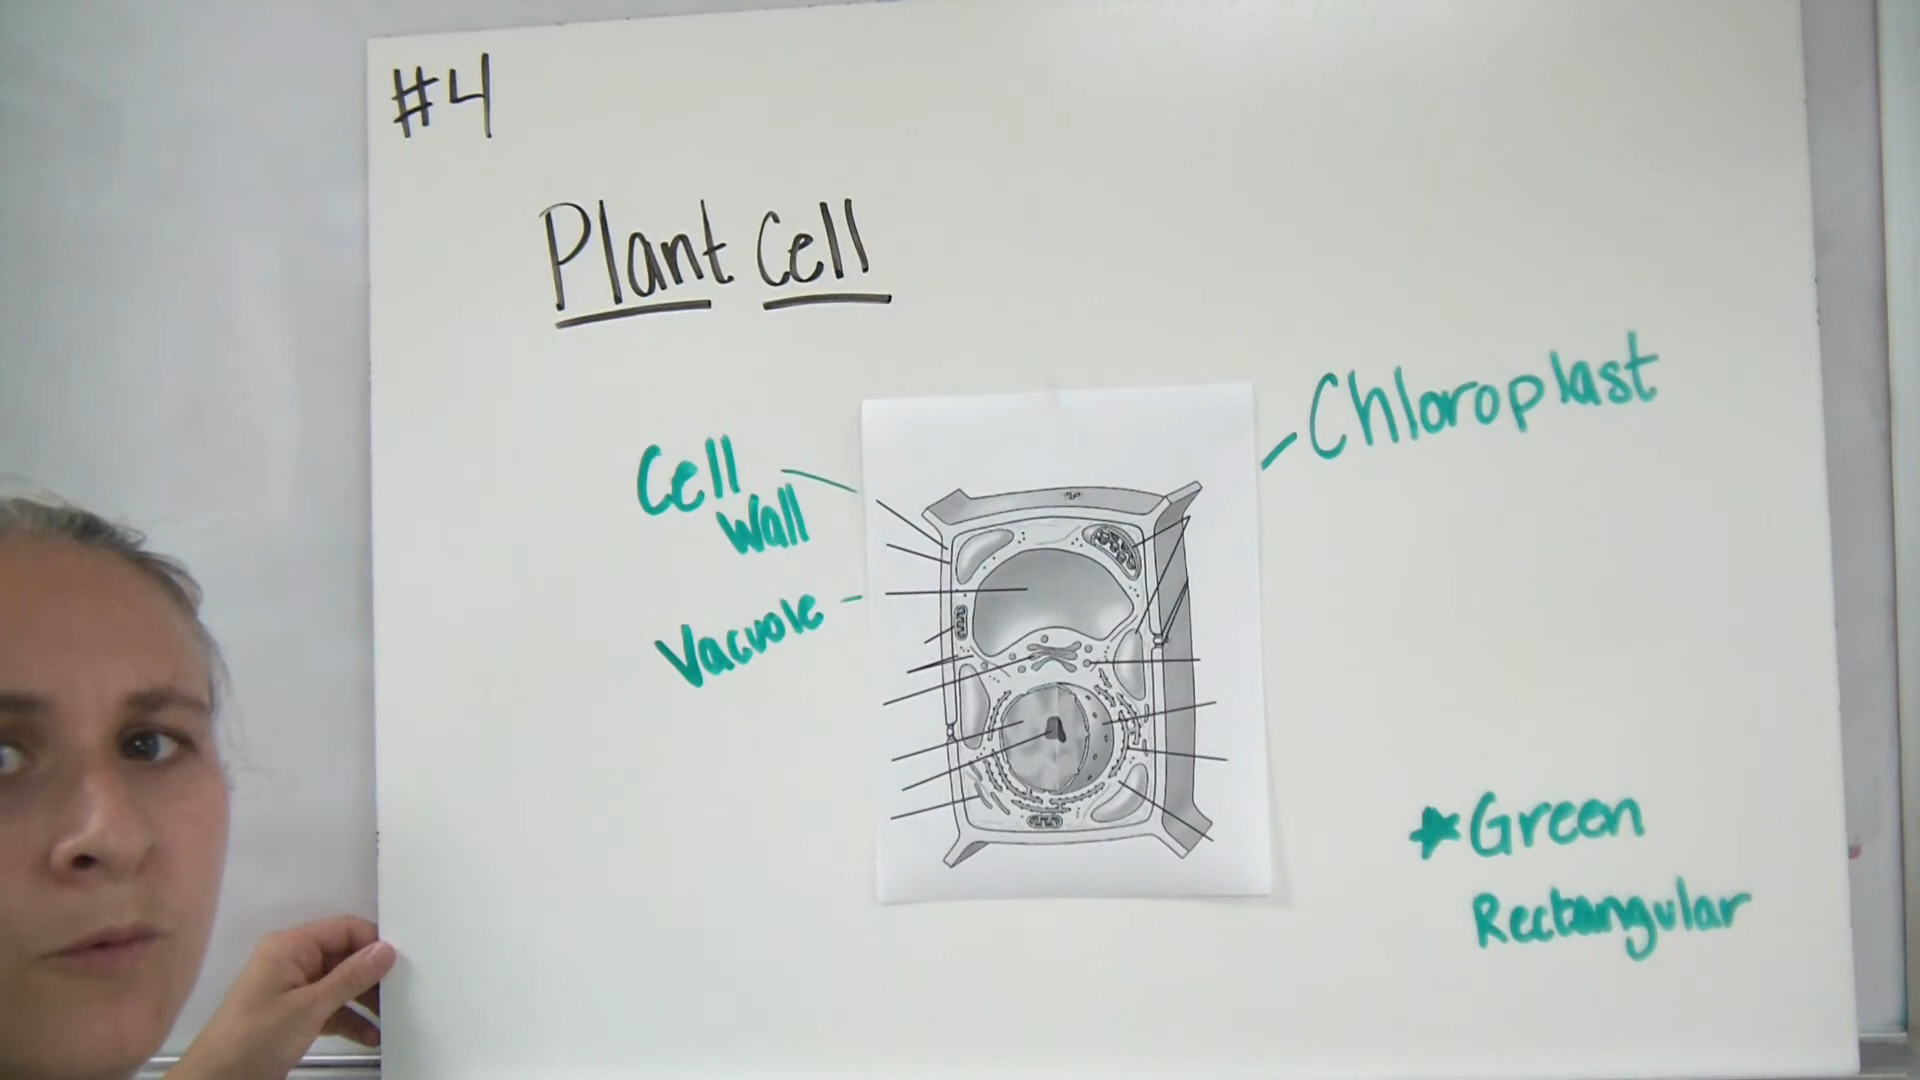 #4
Plant Cell
Cell
Wall
Chloroplast
Vacuole
★Green
Rectangular